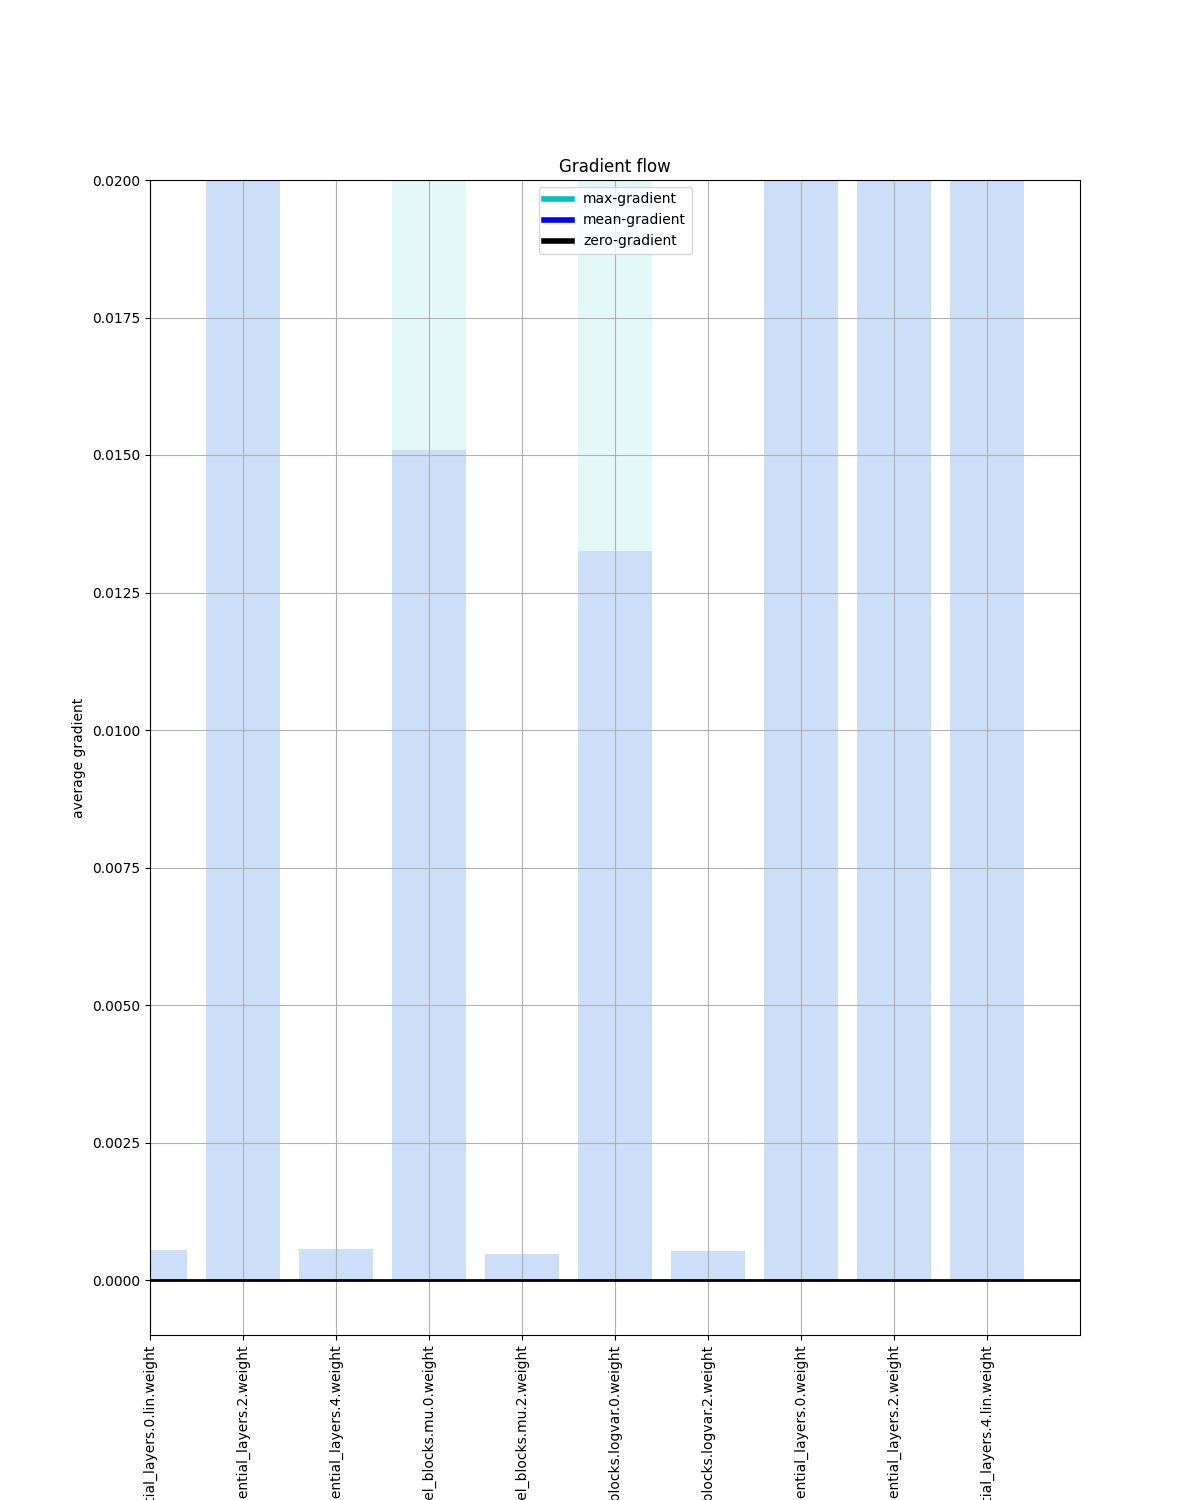 Gradient flow
max-gradient
mean-gradient
zero-gradient
0.0200
0.0175
0.0150
0.0125
0.0100
0.0075
0.0050
0.0025
0.0000
average gradient
tial_layers.0.lin.weight
ential_layers.2.weight
ential_layers.4.weight
el_blocks.mu.0.weight
el_blocks.mu.2.weight
blocks.logvar.0.weight
blocks.logvar.2.weight
ential_layers.0.weight
ential_layers.2.weight
tial_layers.4.lin.weight